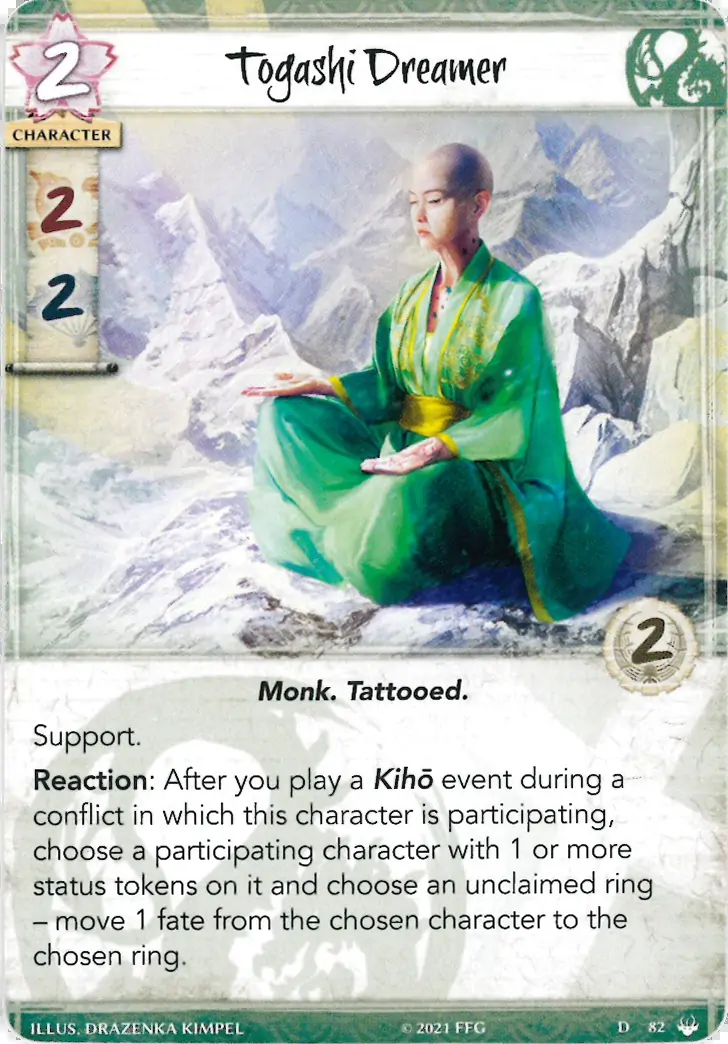 2
Togashi Dreamer
CHARACTER
2
2
2
Monk. Tattooed.
Support.
Reaction: After you play a Kihō event during a
conflict in which this character is participating,
choose a participating character with 1 or more
status tokens on it and choose an unclaimed ring
– move 1 fate from the chosen character to the
chosen ring.
ILLUS. DRAZENKA KIMPEL
© 2021 FFG
D 82